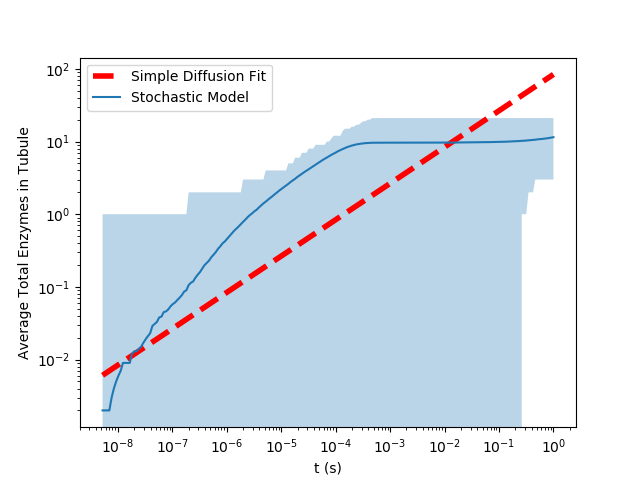 Simple Diffusion Fit
Stochastic Model
Average Total Enzymes in Tubule
10²
10¹
10⁰
10⁻¹
10⁻²
10⁻⁸ 10⁻⁷ 10⁻⁶ 10⁻⁵ 10⁻⁴ 10⁻³ 10⁻² 10⁻¹ 10⁰
t (s)